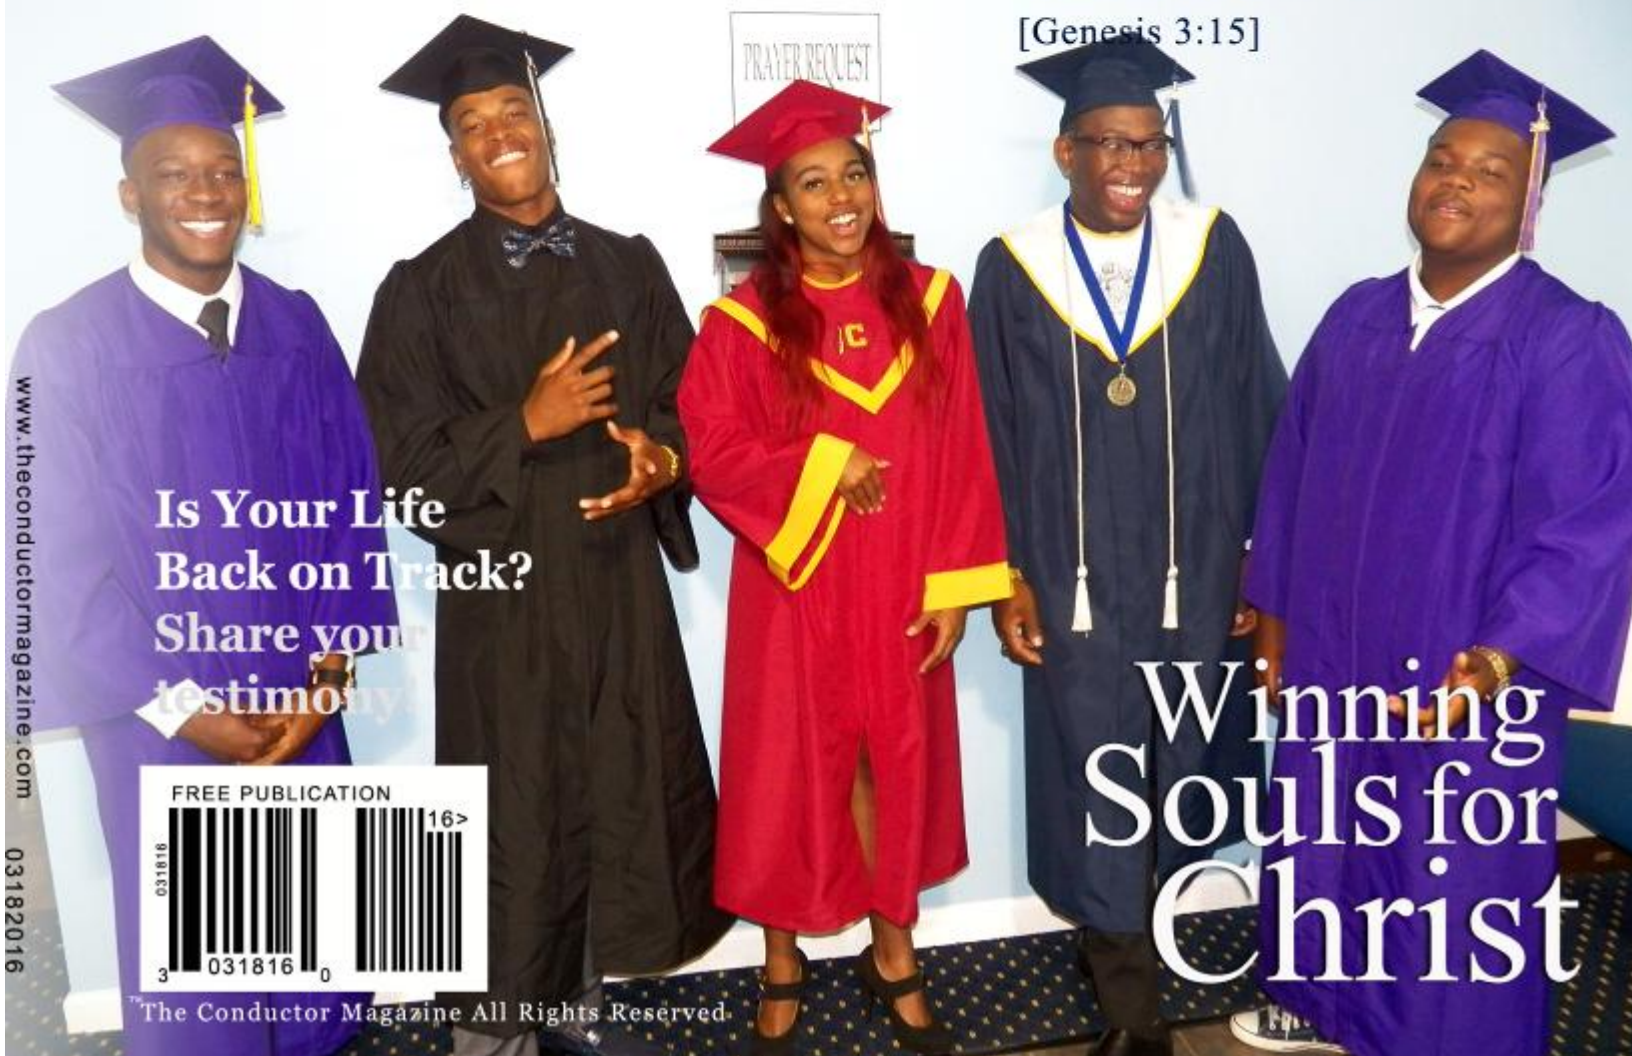 [Genesis 3:15]
PRAYER REQUEST
C
www.theconductormagazine.com 03182016
Is Your Life
Back on Track?
Share your
testimony!
Winning
Souls for
Christ
FREE PUBLICATION
16>
031816
3 031816 0
™The Conductor Magazine All Rights Reserved